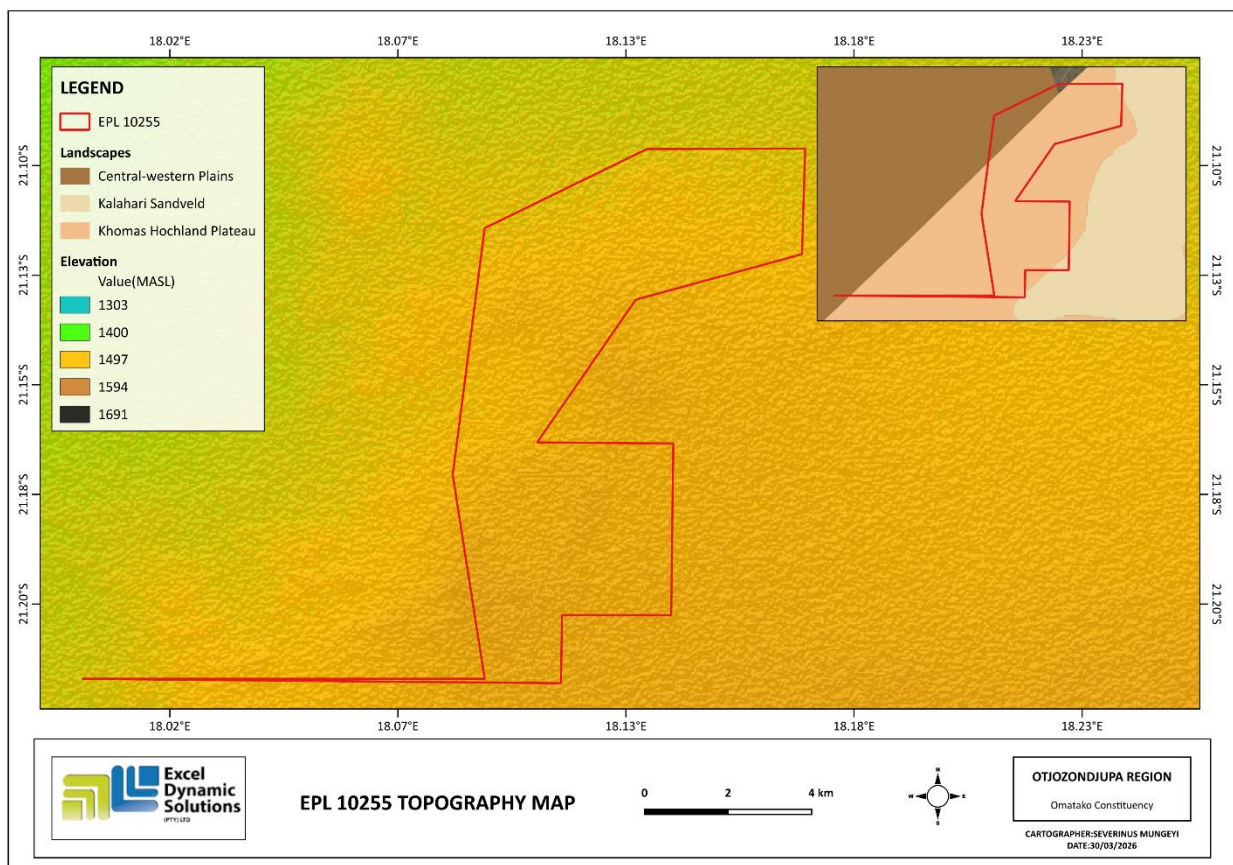 18.02°E 18.07°E 18.13°E 18.18°E 18.23°E
LEGEND
EPL 10255
Landscapes
Central-western Plains
Kalahari Sandveld
Khomas Hochland Plateau
Elevation
Value(MASL)
1303
1400
1497
1594
1691
21.10°S
21.13°S
21.15°S
21.18°S
21.20°S
21.10°S
21.13°S
21.15°S
21.18°S
21.20°S
18.02°E 18.07°E 18.13°E 18.18°E 18.23°E
Excel
Dynamic
Solutions
(PTY) LTD
EPL 10255 TOPOGRAPHY MAP
0 2 4 km
N
W E
S
OTJOZONDJUPA REGION
Omatako Constituency
CARTOGRAPHER:SEVERINUS MUNGEYI
DATE:30/03/2026